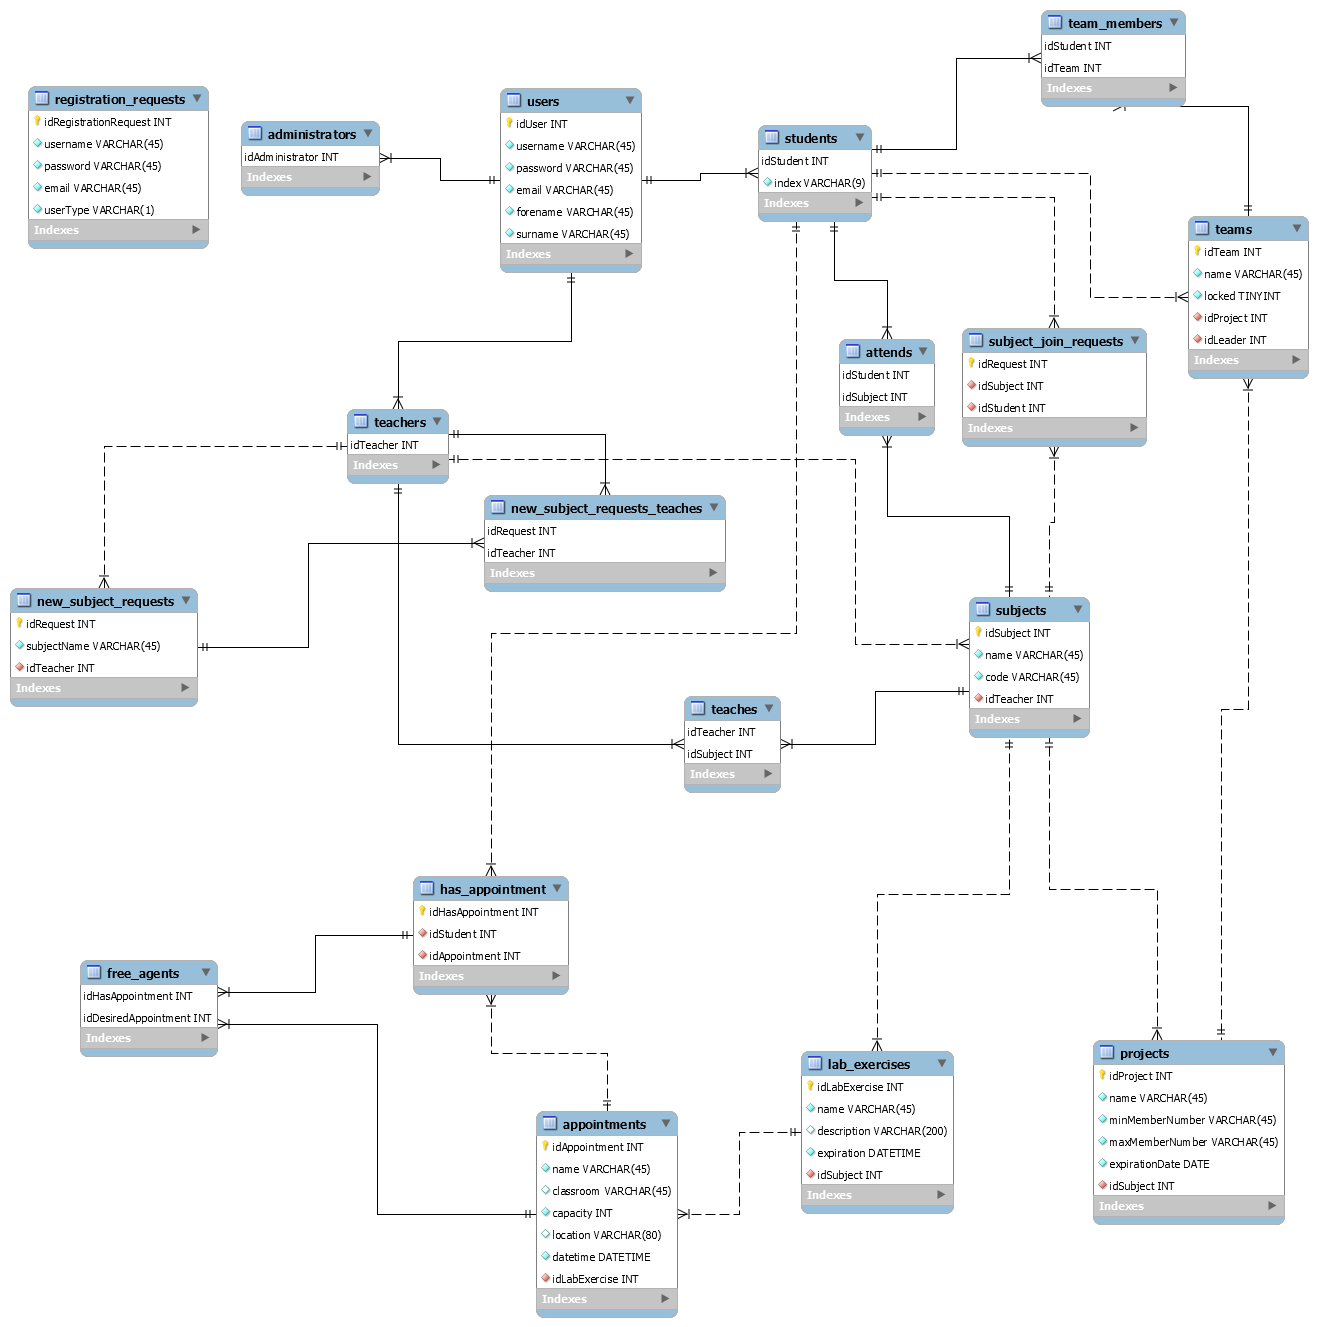 team_members
idStudent INT
idTeam INT
Indexes
registration_requests
idRegistrationRequest INT
username VARCHAR(45)
password VARCHAR(45)
email VARCHAR(45)
userType VARCHAR(1)
Indexes
administrators
idAdministrator INT
Indexes
users
idUser INT
username VARCHAR(45)
password VARCHAR(45)
email VARCHAR(45)
forename VARCHAR(45)
surname VARCHAR(45)
Indexes
students
idStudent INT
index VARCHAR(9)
Indexes
teams
idTeam INT
name VARCHAR(45)
locked TINYINT
idProject INT
idLeader INT
Indexes
attends
idStudent INT
idSubject INT
Indexes
subject_join_requests
idRequest INT
idSubject INT
idStudent INT
Indexes
teachers
idTeacher INT
Indexes
new_subject_requests_teaches
idRequest INT
idTeacher INT
Indexes
new_subject_requests
idRequest INT
subjectName VARCHAR(45)
idTeacher INT
Indexes
subjects
idSubject INT
name VARCHAR(45)
code VARCHAR(45)
idTeacher INT
Indexes
teaches
idTeacher INT
idSubject INT
Indexes
has_appointment
idHasAppointment INT
idStudent INT
idAppointment INT
Indexes
free_agents
idHasAppointment INT
idDesiredAppointment INT
Indexes
appointments
idAppointment INT
name VARCHAR(45)
classroom VARCHAR(45)
capacity INT
location VARCHAR(80)
datetime DATETIME
idLabExercise INT
Indexes
lab_exercises
idLabExercise INT
name VARCHAR(45)
description VARCHAR(200)
expiration DATETIME
idSubject INT
Indexes
projects
idProject INT
name VARCHAR(45)
minMemberNumber VARCHAR(45)
maxMemberNumber VARCHAR(45)
expirationDate DATE
idSubject INT
Indexes